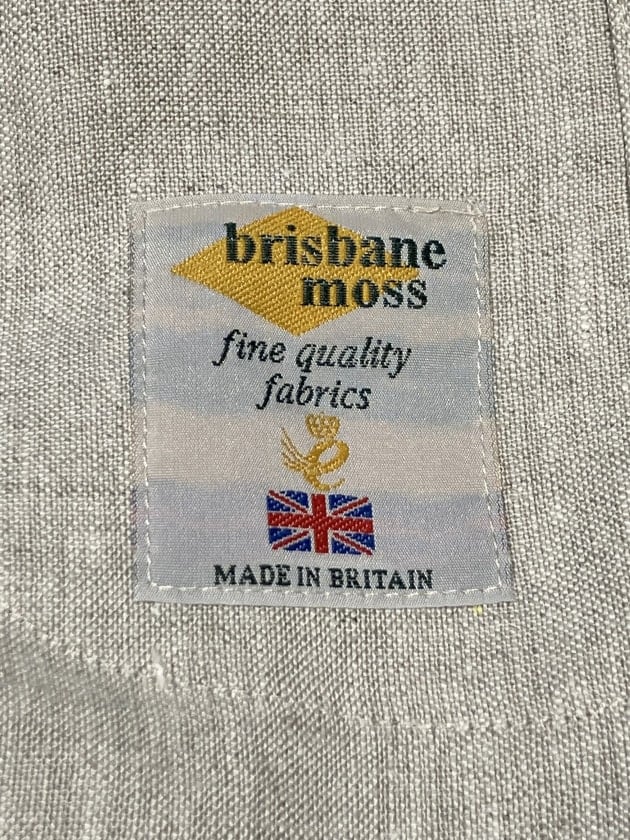 brisbane
moss
fine quality
fabrics
MADE IN BRITAIN